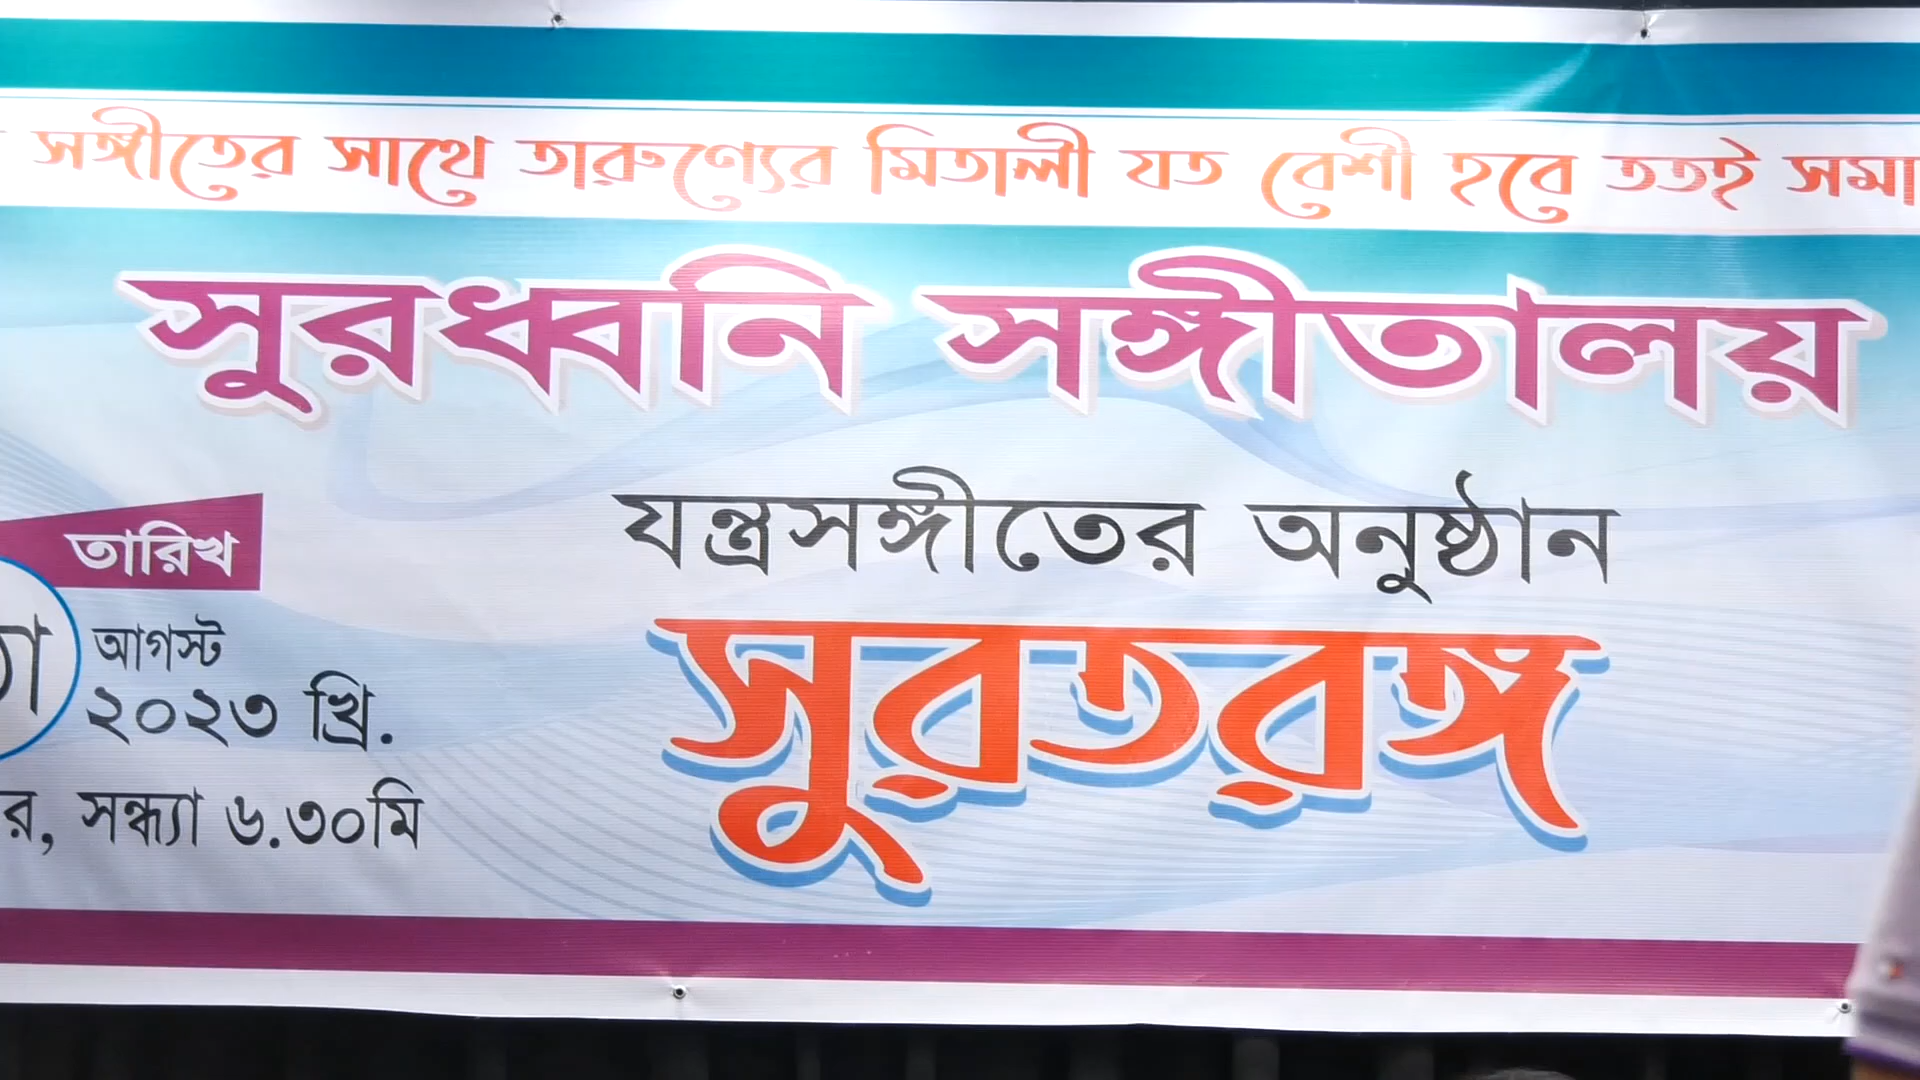 সঙ্গীতের সাথে তারুণ্যের মিতালী যত বেশী হবে ততই
সুরধ্বনি সঙ্গীতালয়
যন্ত্রসঙ্গীতের অনুষ্ঠান
সুরতরঙ্গ
তারিখ
আগস্ট
২০২৩ খ্রি.
সন্ধ্যা ৬.৩০মি